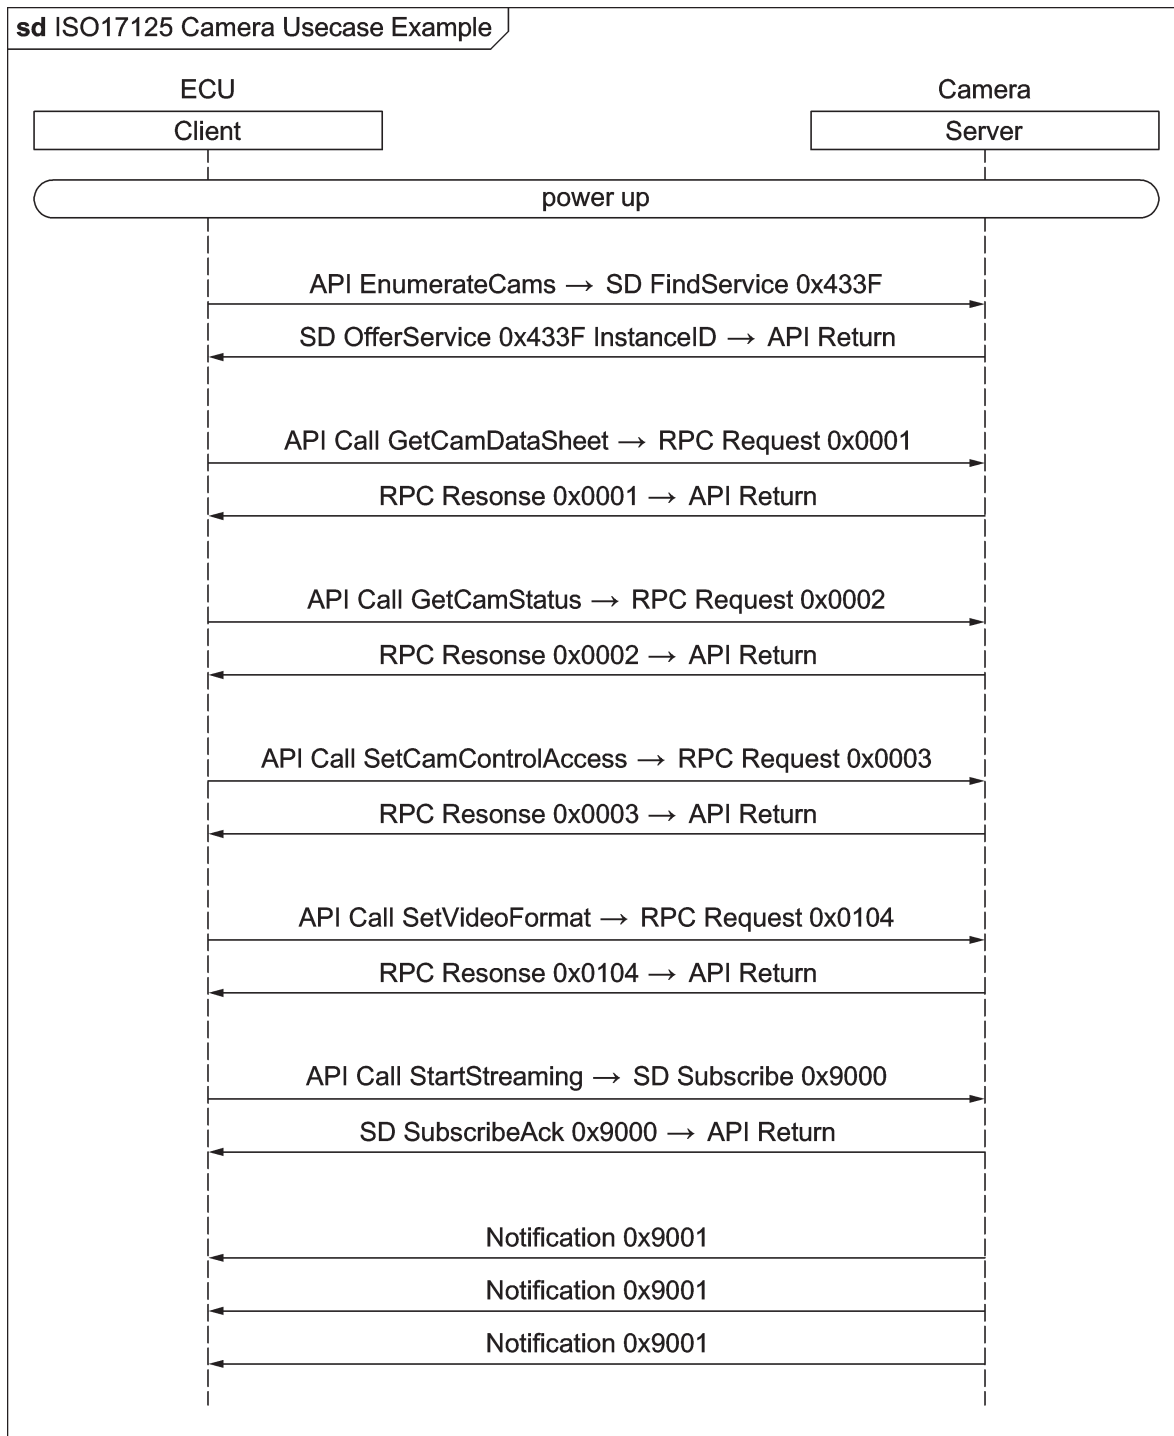 sd ISO17125 Camera Usecase Example
ECU
Camera
Client
Server
power up
API EnumerateCams → SD FindService 0x433F
SD OfferService 0x433F InstanceID → API Return
API Call GetCamDataSheet → RPC Request 0x0001
RPC Resonse 0x0001 → API Return
API Call GetCamStatus → RPC Request 0x0002
RPC Resonse 0x0002 → API Return
API Call SetCamControlAccess → RPC Request 0x0003
RPC Resonse 0x0003 → API Return
API Call SetVideoFormat → RPC Request 0x0104
RPC Resonse 0x0104 → API Return
API Call StartStreaming → SD Subscribe 0x9000
SD SubscribeAck 0x9000 → API Return
Notification 0x9001
Notification 0x9001
Notification 0x9001